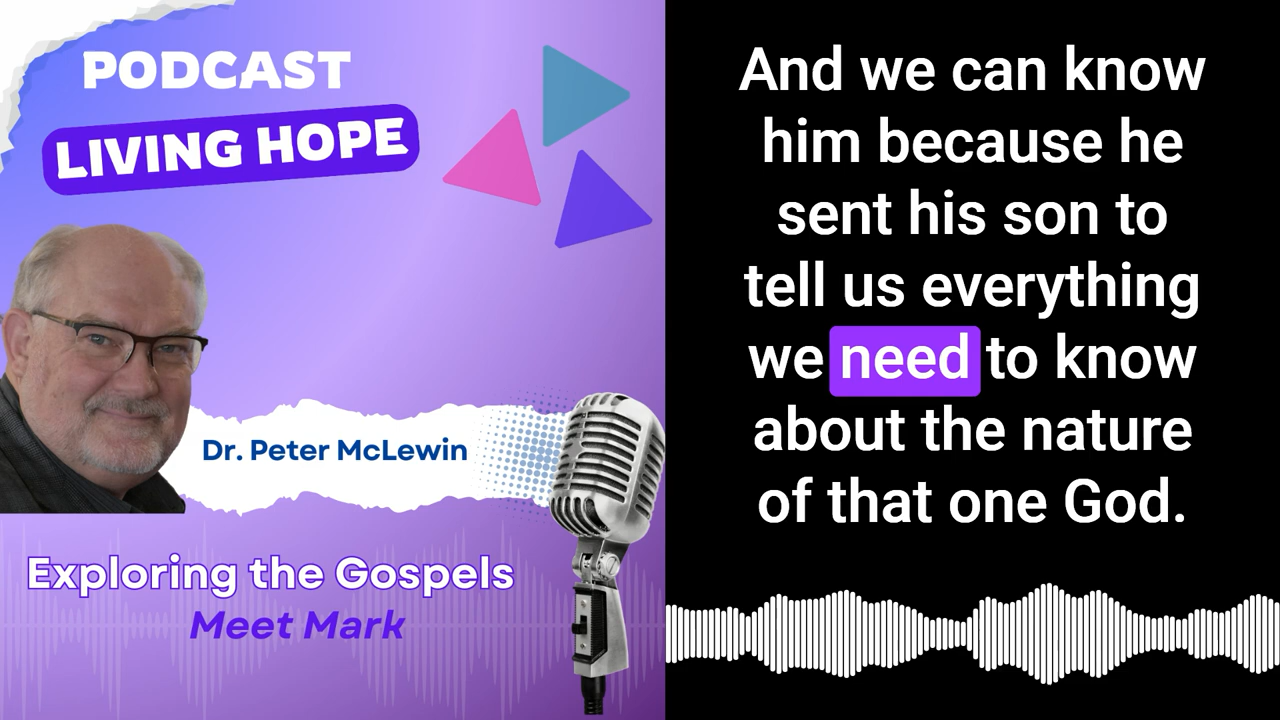 PODCAST
LIVING HOPE
Dr. Peter McLewin
Exploring the Gospels
Meet Mark
And we can know
him because he
sent his son to
tell us everything
we need to know
about the nature
of that one God.